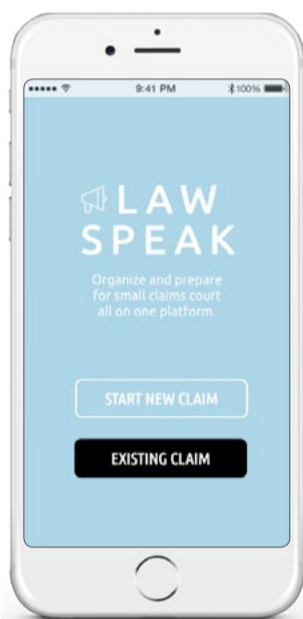 9:41 PM 100%
LAW
SPEAK
Organize and prepare
for small claims court
all on one platform.
START NEW CLAIM
EXISTING CLAIM